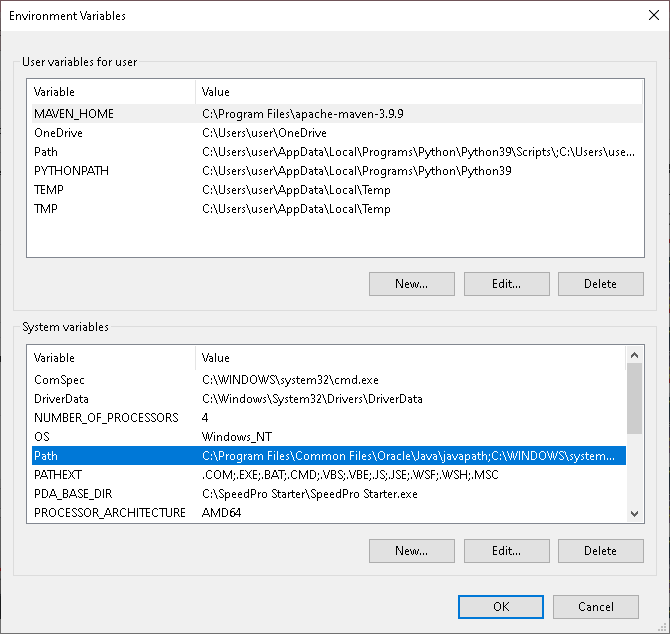 Environment Variables
User variables for user
Variable Value
MAVEN_HOME C:\Program Files\apache-maven-3.9.9
OneDrive C:\Users\user\OneDrive
Path C:\Users\user\AppData\Local\Programs\Python\Python39\Scripts\;C:\Users\use...
PYTHONPATH C:\Users\user\AppData\Local\Programs\Python\Python39
TEMP C:\Users\user\AppData\Local\Temp
TMP C:\Users\user\AppData\Local\Temp
New... Edit... Delete
System variables
Variable Value
ComSpec C:\WINDOWS\system32\cmd.exe
DriverData C:\Windows\System32\Drivers\DriverData
NUMBER_OF_PROCESSORS 4
OS Windows_NT
Path C:\Program Files\Common Files\Oracle\Java\javapath;C:\WINDOWS\system...
PATHEXT .COM;.EXE;.BAT;.CMD;.VBS;.VBE;.JS;.JSE;.WSF;.WSH;.MSC
PDA_BASE_DIR C:\SpeedPro Starter\SpeedPro Starter.exe
PROCESSOR_ARCHITECTURE AMD64
New... Edit... Delete
OK Cancel